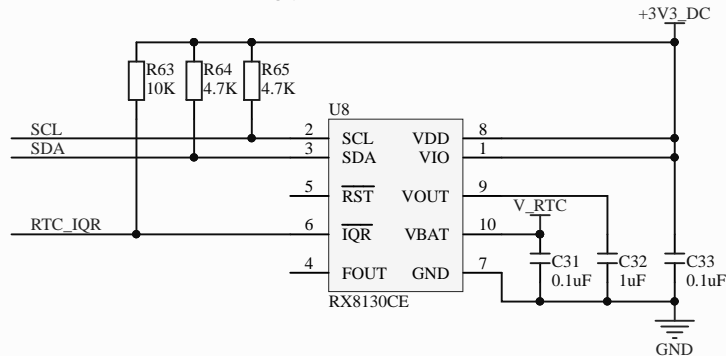 +3V3_DC
R63 R64 R65
10K 4.7K 4.7K
U8
SCL 2 SCL VDD 8
SDA 3 SDA VIO 1
5 RST VOUT 9
V_RTC
RTC_IQR 6 IQR VBAT 10
4 FOUT GND 7
C31 C32 C33
0.1uF 1uF 0.1uF
RX8130CE
GND